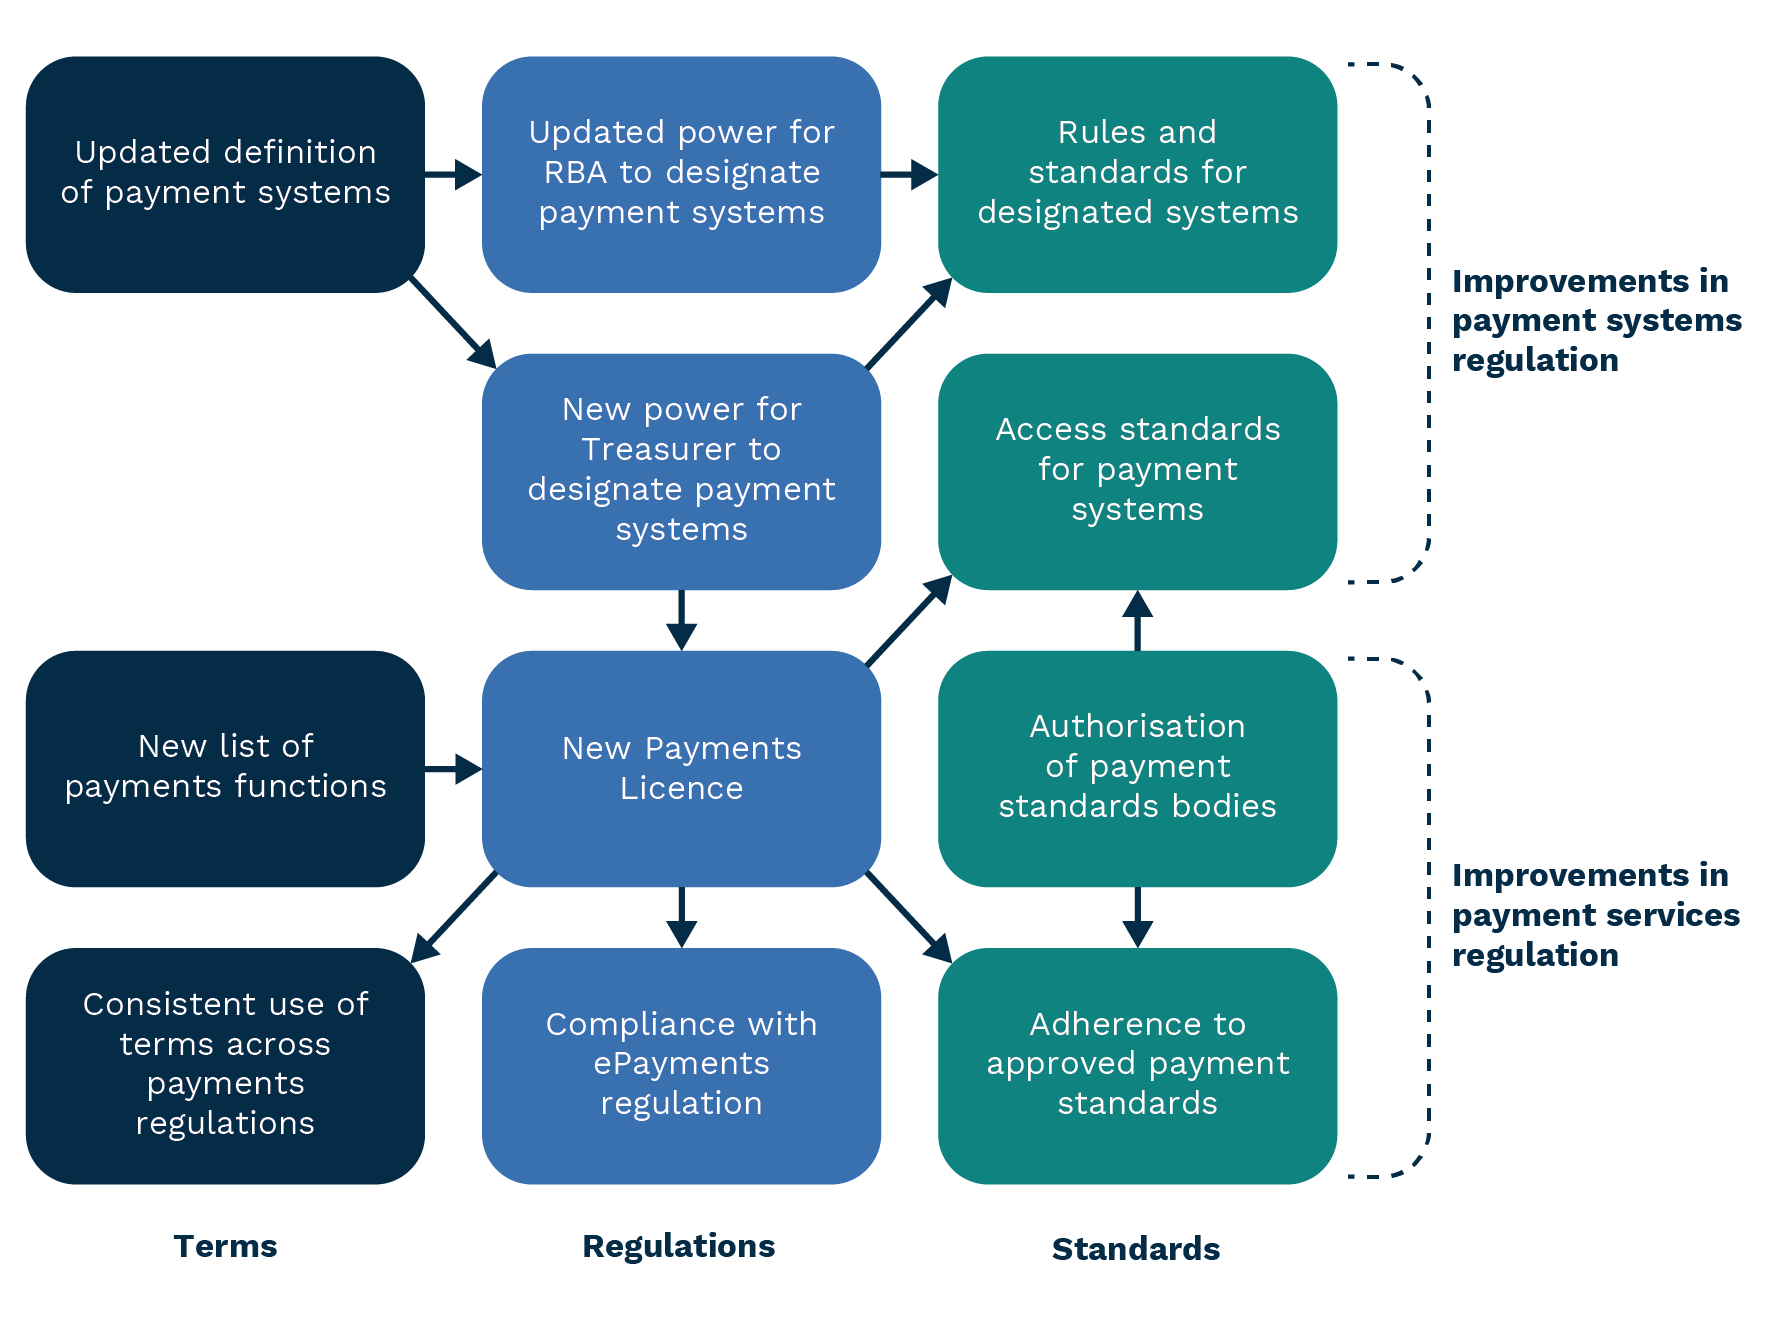 Updated definition
of payment systems
Updated power for
RBA to designate
payment systems
Rules and
standards for
designated systems
Improvements in
payment systems
regulation
New power for
Treasurer to
designate payment
systems
Access standards
for payment
systems
New list of
payments functions
New Payments
Licence
Authorisation
of payment
standards bodies
Improvements in
payment services
regulation
Consistent use of
terms across
payments
regulations
Compliance with
ePayments
regulation
Adherence to
approved payment
standards
Terms
Regulations
Standards